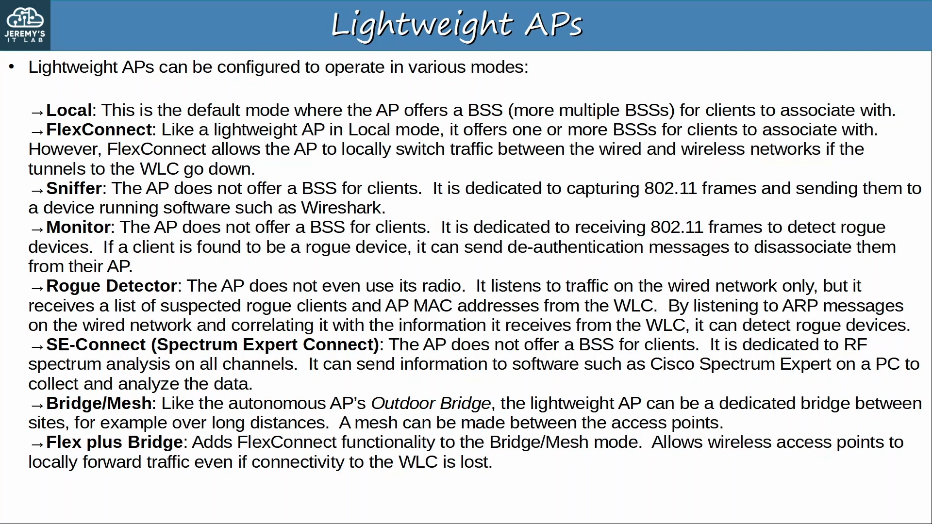 JEREMY'S
IT LAB
Lightweight APs
• Lightweight APs can be configured to operate in various modes:
→Local: This is the default mode where the AP offers a BSS (more multiple BSSs) for clients to associate with.
→FlexConnect: Like a lightweight AP in Local mode, it offers one or more BSSs for clients to associate with.
However, FlexConnect allows the AP to locally switch traffic between the wired and wireless networks if the
tunnels to the WLC go down.
→Sniffer: The AP does not offer a BSS for clients.  It is dedicated to capturing 802.11 frames and sending them to
a device running software such as Wireshark.
→Monitor: The AP does not offer a BSS for clients.  It is dedicated to receiving 802.11 frames to detect rogue
devices.  If a client is found to be a rogue device, it can send de-authentication messages to disassociate them
from their AP.
→Rogue Detector: The AP does not even use its radio.  It listens to traffic on the wired network only, but it
receives a list of suspected rogue clients and AP MAC addresses from the WLC.  By listening to ARP messages
on the wired network and correlating it with the information it receives from the WLC, it can detect rogue devices.
→SE-Connect (Spectrum Expert Connect): The AP does not offer a BSS for clients.  It is dedicated to RF
spectrum analysis on all channels.  It can send information to software such as Cisco Spectrum Expert on a PC to
collect and analyze the data.
→Bridge/Mesh: Like the autonomous AP's Outdoor Bridge, the lightweight AP can be a dedicated bridge between
sites, for example over long distances.  A mesh can be made between the access points.
→Flex plus Bridge: Adds FlexConnect functionality to the Bridge/Mesh mode.  Allows wireless access points to
locally forward traffic even if connectivity to the WLC is lost.